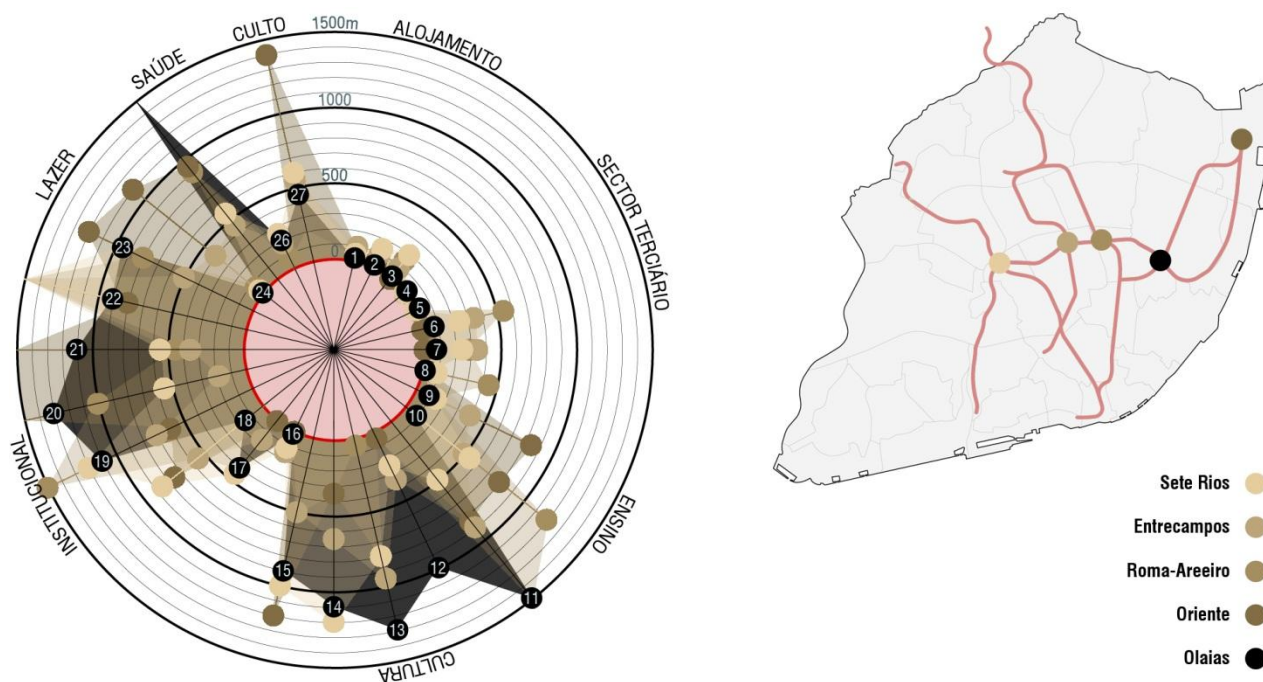 1500m
1000
500
0
CULTO
ALOJAMENTO
SAÚDE
LAZER
SECTOR TERCIÁRIO
INSTITUCIONAL
ENSINO
CULTURA
27
26
1
2
3
4
5
6
7
8
9
10
11
12
13
14
15
16
17
18
19
20
21
22
23
24
Sete Rios
Entrecampos
Roma-Areeiro
Oriente
Olaias